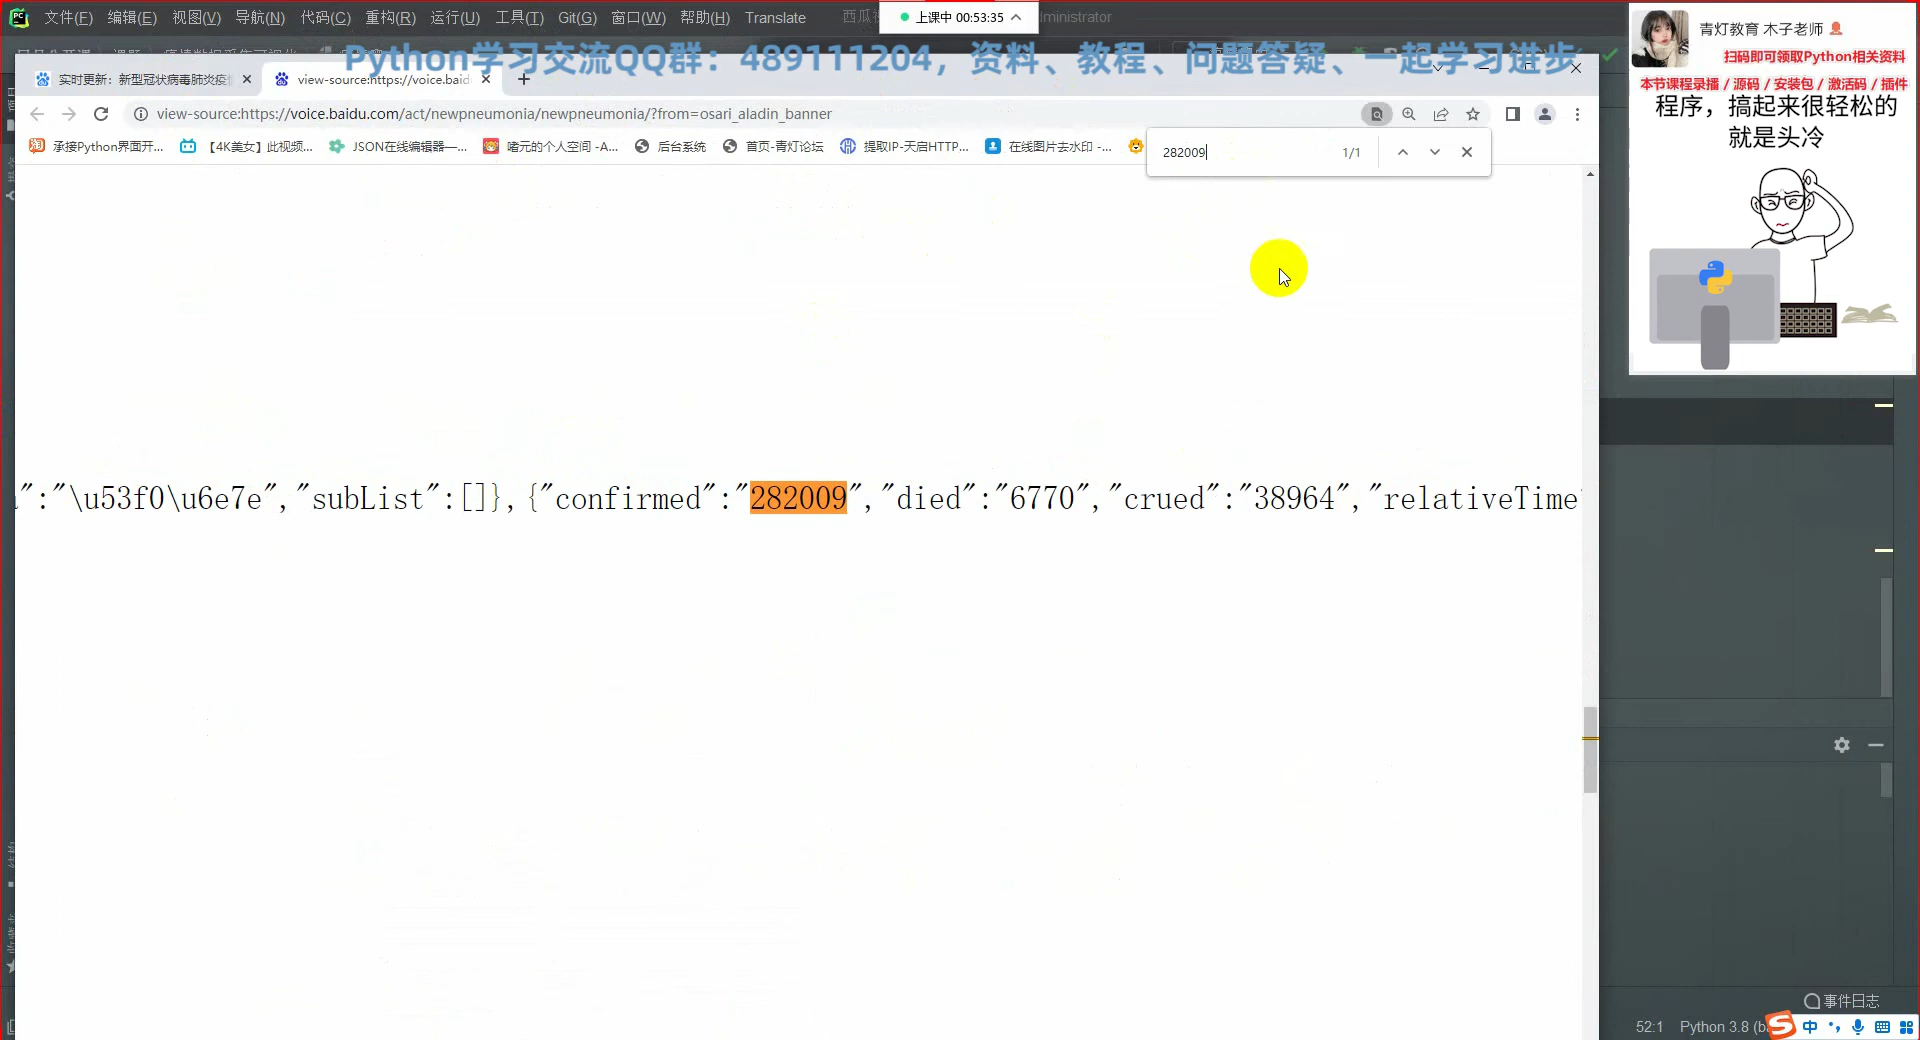 文件(F) 编辑(E) 视图(V) 导航(N) 代码(C) 重构(R) 运行(U) 工具(T) Git(G) 窗口(W) 帮助(H) Translate
上课中 00:53:35
Python学习交流QQ群：489111204，资料、教程、问题答疑、一起学习进步
实时更新：新型冠状病毒肺炎疫情
view-source:https://voice.baid
view-source:https://voice.baidu.com/act/newpneumonia/newpneumonia/?from=osari_aladin_banner
承接Python界面开... 【4K美女】此视频... JSON在线编辑器—... 嗜元的个人空间 -A... 后台系统 首页-青灯论坛 提取IP-天启HTTP... 在线图片去水印 -...
282009 1/1
":"\u53f0\u6e7e","subList":[]},{"confirmed":"282009","died":"6770","crued":"38964","relativeTime
青灯教育 木子老师
扫码即可领取Python相关资料
本节课程录播 / 源码 / 安装包 / 激活码 / 插件
程序，搞起来很轻松的
就是头冷
事件日志
52:1 Python 3.8 (ba
中